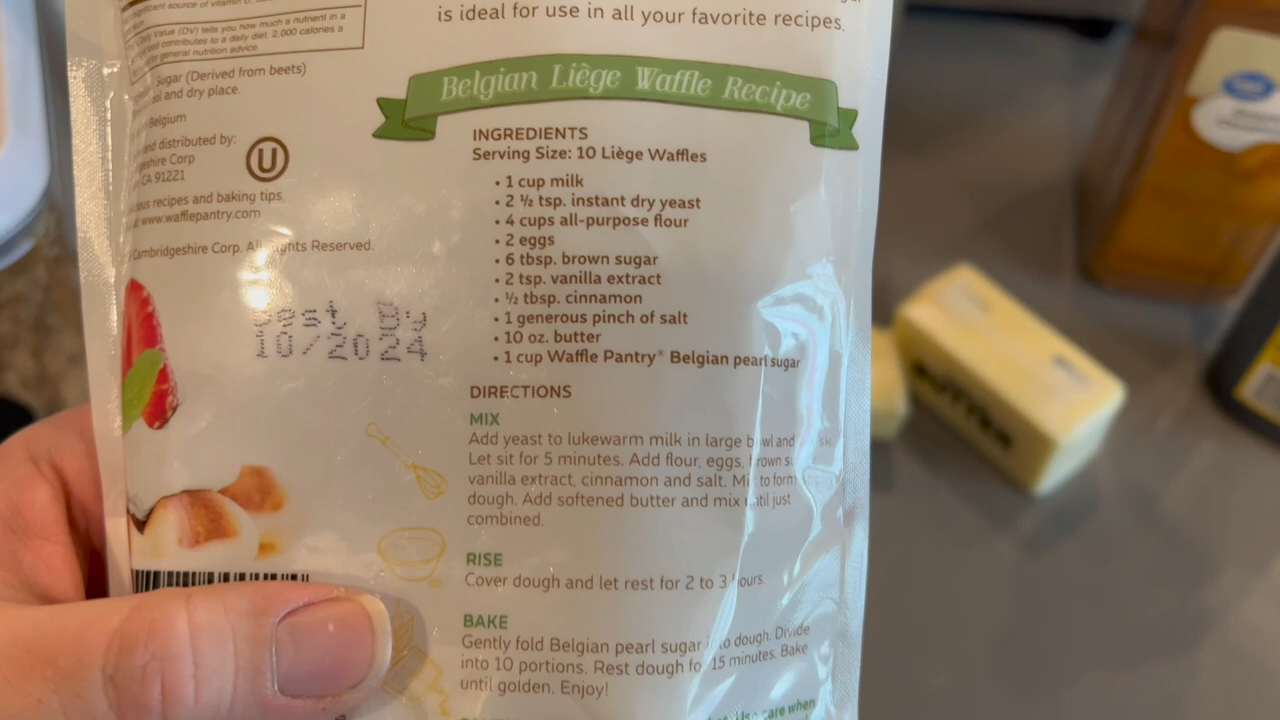 significant source of vitamin D.
Daily Value (DV) tells you how much a nutrient in a
food contributes to a daily diet. 2,000 calories a
general nutrition advice.
Sugar (Derived from beets)
and dry place.
Belgium
and distributed by:
Corp
CA 91221
U
recipes and baking tips
www.wafflepantry.com
Cambridgeshire Corp. All Rights Reserved.
Best By
10/2024
is ideal for use in all your favorite recipes.
Belgian Liège Waffle Recipe
INGREDIENTS
Serving Size: 10 Liège Waffles
• 1 cup milk
• 2 ½ tsp. instant dry yeast
• 4 cups all-purpose flour
• 2 eggs
• 6 tbsp. brown sugar
• 2 tsp. vanilla extract
• ½ tbsp. cinnamon
• 1 generous pinch of salt
• 10 oz. butter
• 1 cup Waffle Pantry® Belgian pearl sugar
DIRECTIONS
MIX
Add yeast to lukewarm milk in large bowl and
Let sit for 5 minutes. Add flour, eggs, brown
vanilla extract, cinnamon and salt. Mix to form
dough. Add softened butter and mix until just
combined.
RISE
Cover dough and let rest for 2 to 3 hours.
BAKE
Gently fold Belgian pearl sugar into dough. Divide
into 10 portions. Rest dough for 15 minutes. Bake
until golden. Enjoy!
care when
BUTTER